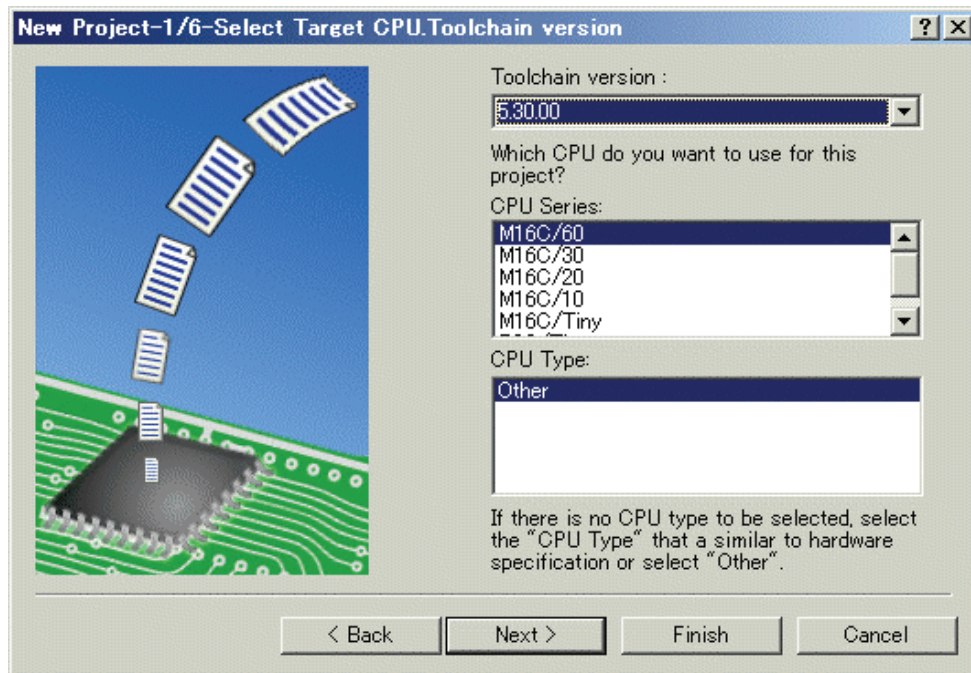 New Project-1/6-Select Target CPU.Toolchain version
Toolchain version :
5.30.00
Which CPU do you want to use for this
project?
CPU Series:
M16C/60
M16C/30
M16C/20
M16C/10
M16C/Tiny
CPU Type:
Other
If there is no CPU type to be selected, select
the "CPU Type" that a similar to hardware
specification or select "Other".
< Back
Next >
Finish
Cancel